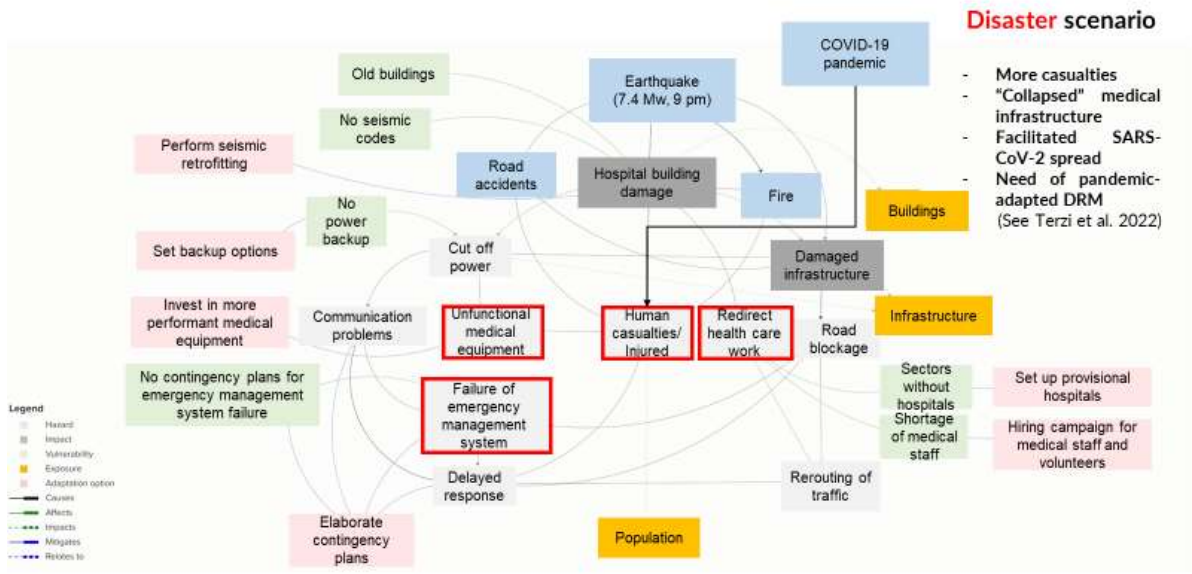 Disaster scenario
- More casualties
- “Collapsed” medical
infrastructure
- Facilitated SARS-
CoV-2 spread
- Need of pandemic-
adapted DRM
(See Terzi et al. 2022)
COVID-19
pandemic
Earthquake
(7.4 Mw, 9 pm)
Old buildings
No seismic
codes
Perform seismic
retrofitting
Road
accidents
Hospital building
damage
Fire
Buildings
No
power
backup
Set backup options
Cut off
power
Damaged
infrastructure
Invest in more
performant medical
equipment
Communication
problems
Unfunctional
medical
equipment
Human
casualties/
Injured
Redirect
health care
work
Road
blockage
Infrastructure
No contingency plans for
emergency management
system failure
Failure of
emergency
management
system
Sectors
without
hospitals
Set up provisional
hospitals
Shortage
of medical
staff
Hiring campaign for
medical staff and
volunteers
Delayed
response
Rerouting of
traffic
Elaborate
contingency
plans
Population
Legend
Hazard
Impact
Vulnerability
Exposure
Adaptation option
Causes
Affects
Impacts
Mitigates
Relates to